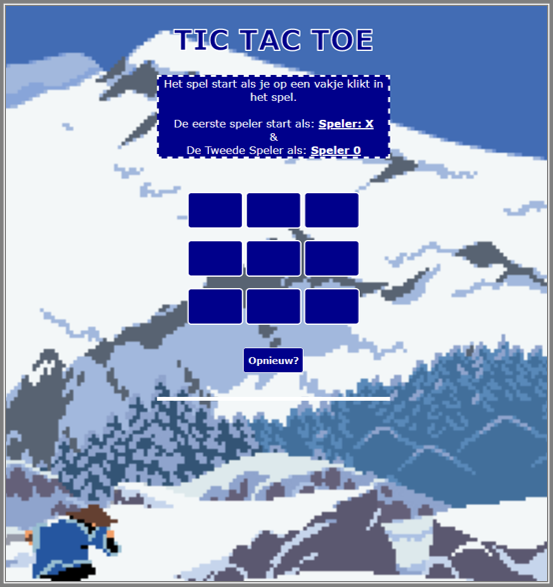 TIC TAC TOE
Het spel start als je op een vakje klikt in
het spel.
De eerste speler start als: Speler: X
&
De Tweede Speler als: Speler 0
Opnieuw?